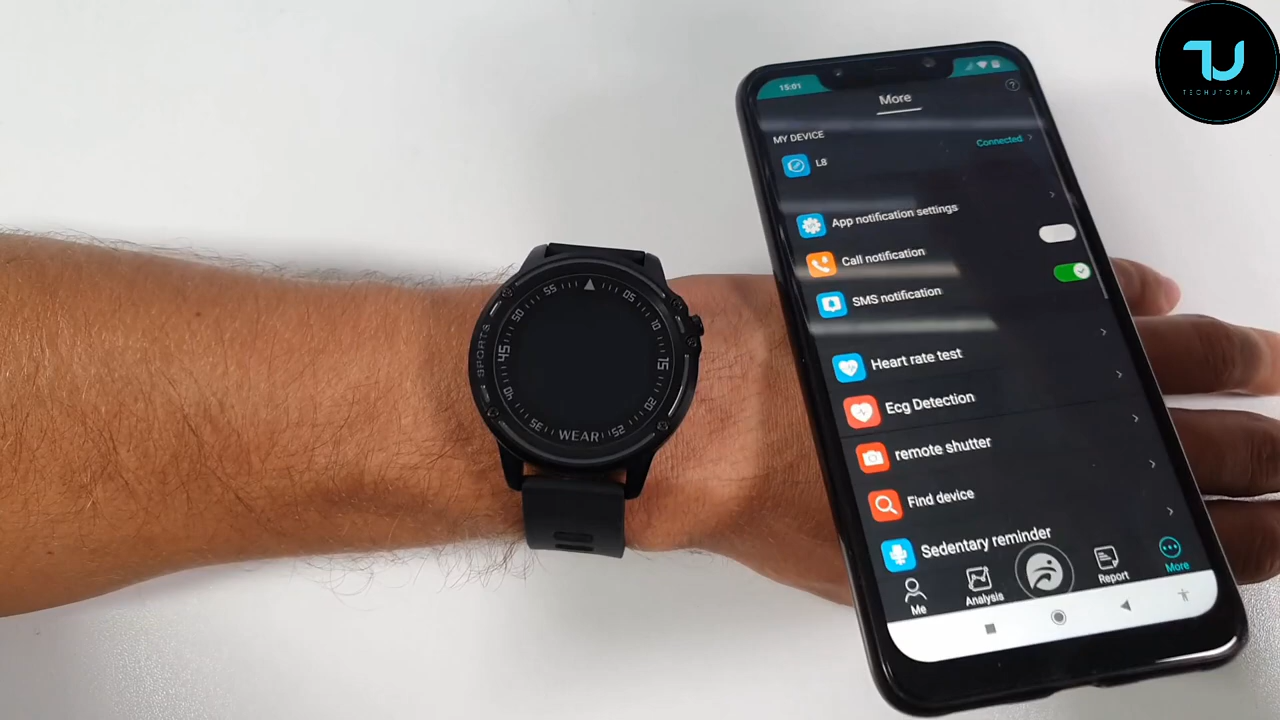 TU
TECHUTOPIA
15:01
More
?
MY DEVICE
L8
Connected
App notification settings
Call notification
SMS notification
Heart rate test
Ecg Detection
remote shutter
Find device
Sedentary reminder
Me
Analysis
Report
More
SPORTS
WEAR
05
10
15
20
25
35
40
45
50
55